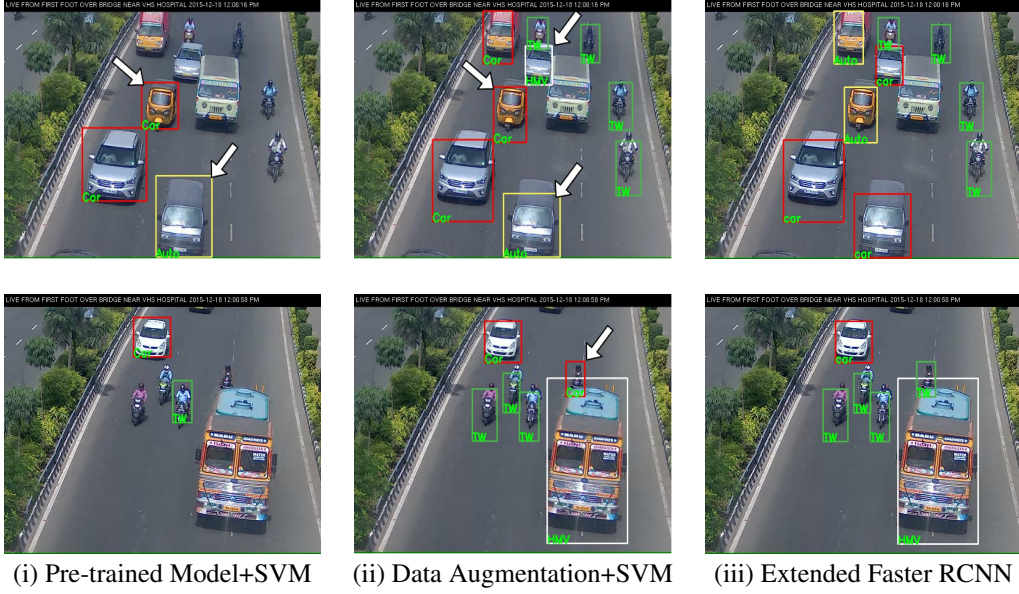 LIVE FROM FIRST FOOT OVER BRIDGE NEAR VHS HOSPITAL 2015-12-18 12:00:16 PM
Car
Car
Auto
LIVE FROM FIRST FOOT OVER BRIDGE NEAR VHS HOSPITAL 2015-12-18 12:00:16 PM
Car
TW
TW
HMV
Car
TW
TW
Car
Auto
LIVE FROM FIRST FOOT OVER BRIDGE NEAR VHS HOSPITAL 2015-12-18 12:00:16 PM
Auto
TW
TW
car
Auto
TW
TW
car
car
LIVE FROM FIRST FOOT OVER BRIDGE NEAR VHS HOSPITAL 2015-12-18 12:00:58 PM
Car
TW
LIVE FROM FIRST FOOT OVER BRIDGE NEAR VHS HOSPITAL 2015-12-18 12:00:58 PM
Car
Car
TW
TW
TW
HMV
LIVE FROM FIRST FOOT OVER BRIDGE NEAR VHS HOSPITAL 2015-12-18 12:00:58 PM
car
TW
TW
TW
TW
HMV
(i) Pre-trained Model+SVM
(ii) Data Augmentation+SVM
(iii) Extended Faster RCNN